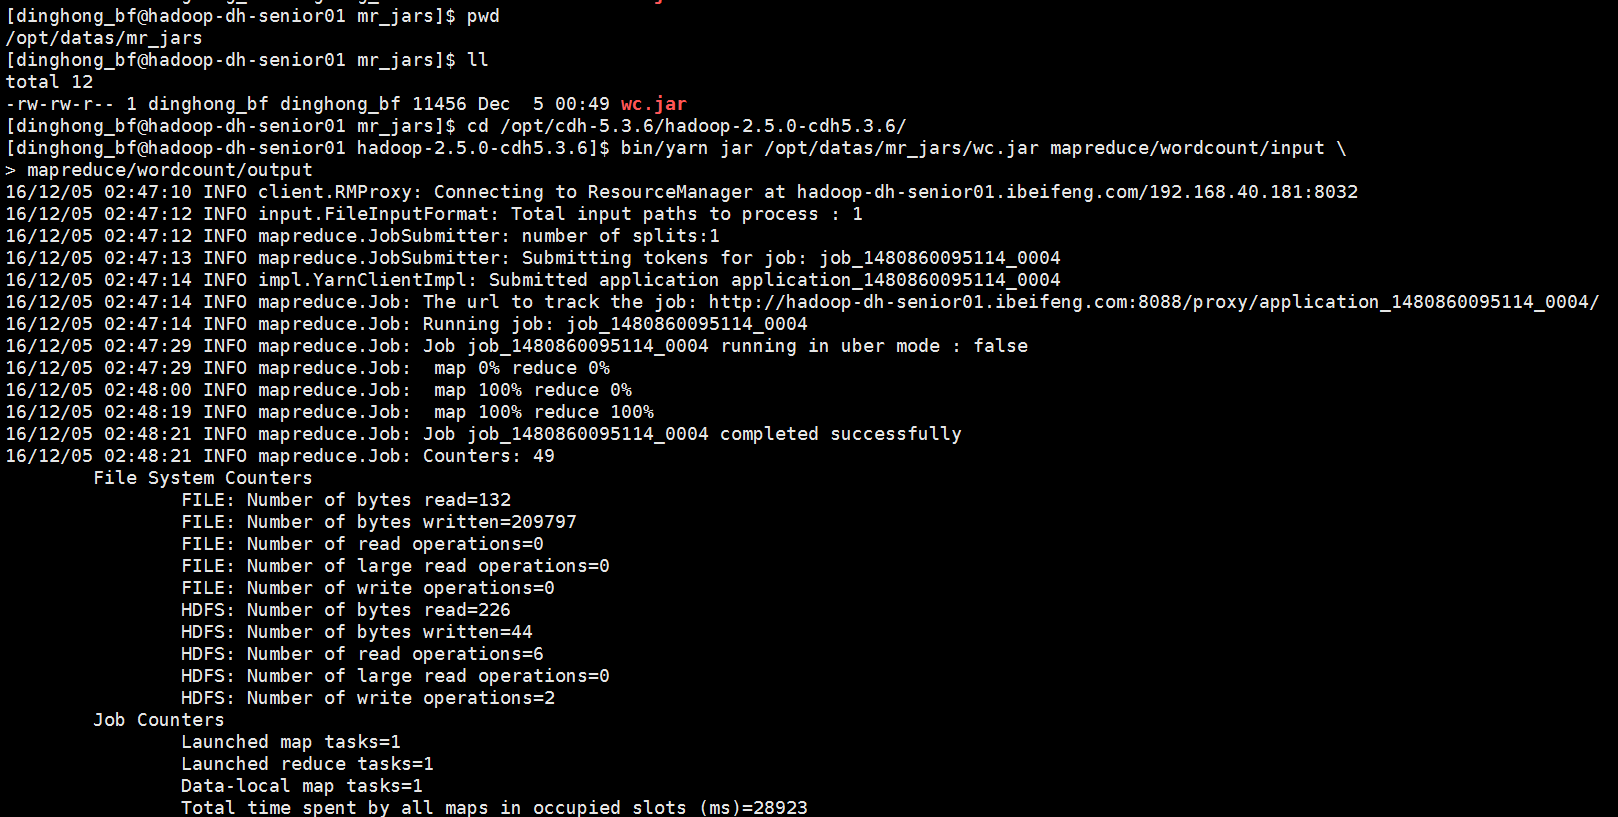 [dinghong_bf@hadoop-dh-senior01 mr_jars]$ pwd
/opt/datas/mr_jars
[dinghong_bf@hadoop-dh-senior01 mr_jars]$ ll
total 12
-rw-rw-r-- 1 dinghong_bf dinghong_bf 11456 Dec  5 00:49 wc.jar
[dinghong_bf@hadoop-dh-senior01 mr_jars]$ cd /opt/cdh-5.3.6/hadoop-2.5.0-cdh5.3.6/
[dinghong_bf@hadoop-dh-senior01 hadoop-2.5.0-cdh5.3.6]$ bin/yarn jar /opt/datas/mr_jars/wc.jar mapreduce/wordcount/input \
> mapreduce/wordcount/output
16/12/05 02:47:10 INFO client.RMProxy: Connecting to ResourceManager at hadoop-dh-senior01.ibeifeng.com/192.168.40.181:8032
16/12/05 02:47:12 INFO input.FileInputFormat: Total input paths to process : 1
16/12/05 02:47:12 INFO mapreduce.JobSubmitter: number of splits:1
16/12/05 02:47:13 INFO mapreduce.JobSubmitter: Submitting tokens for job: job_1480860095114_0004
16/12/05 02:47:14 INFO impl.YarnClientImpl: Submitted application application_1480860095114_0004
16/12/05 02:47:14 INFO mapreduce.Job: The url to track the job: http://hadoop-dh-senior01.ibeifeng.com:8088/proxy/application_1480860095114_0004/
16/12/05 02:47:14 INFO mapreduce.Job: Running job: job_1480860095114_0004
16/12/05 02:47:29 INFO mapreduce.Job: Job job_1480860095114_0004 running in uber mode : false
16/12/05 02:47:29 INFO mapreduce.Job:  map 0% reduce 0%
16/12/05 02:48:00 INFO mapreduce.Job:  map 100% reduce 0%
16/12/05 02:48:19 INFO mapreduce.Job:  map 100% reduce 100%
16/12/05 02:48:21 INFO mapreduce.Job: Job job_1480860095114_0004 completed successfully
16/12/05 02:48:21 INFO mapreduce.Job: Counters: 49
File System Counters
FILE: Number of bytes read=132
FILE: Number of bytes written=209797
FILE: Number of read operations=0
FILE: Number of large read operations=0
FILE: Number of write operations=0
HDFS: Number of bytes read=226
HDFS: Number of bytes written=44
HDFS: Number of read operations=6
HDFS: Number of large read operations=0
HDFS: Number of write operations=2
Job Counters
Launched map tasks=1
Launched reduce tasks=1
Data-local map tasks=1
Total time spent by all maps in occupied slots (ms)=28923